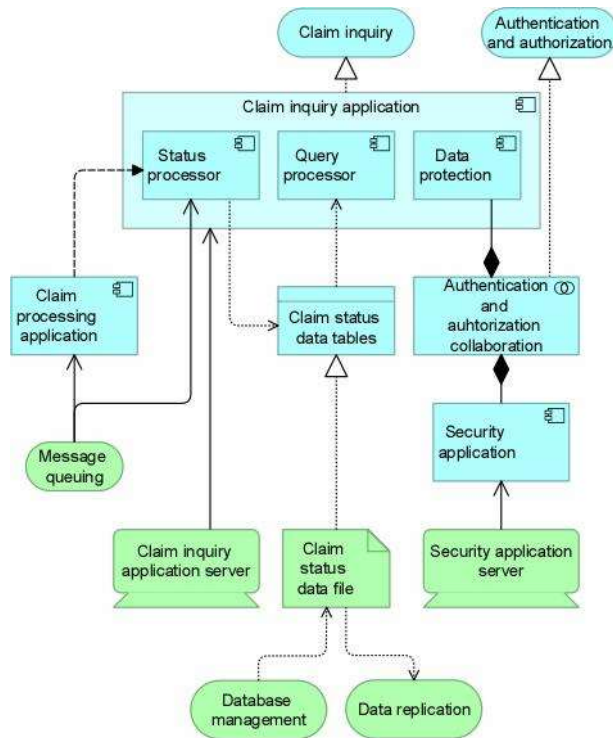 Claim inquiry
Authentication
and authorization
Claim inquiry application
Status
processor
Query
processor
Data
protection
Claim
processing
application
Claim status
data tables
Authentication
and
auhtorization
collaboration
Message
queuing
Security
application
Claim inquiry
application server
Claim
status
data file
Security application
server
Database
management
Data replication